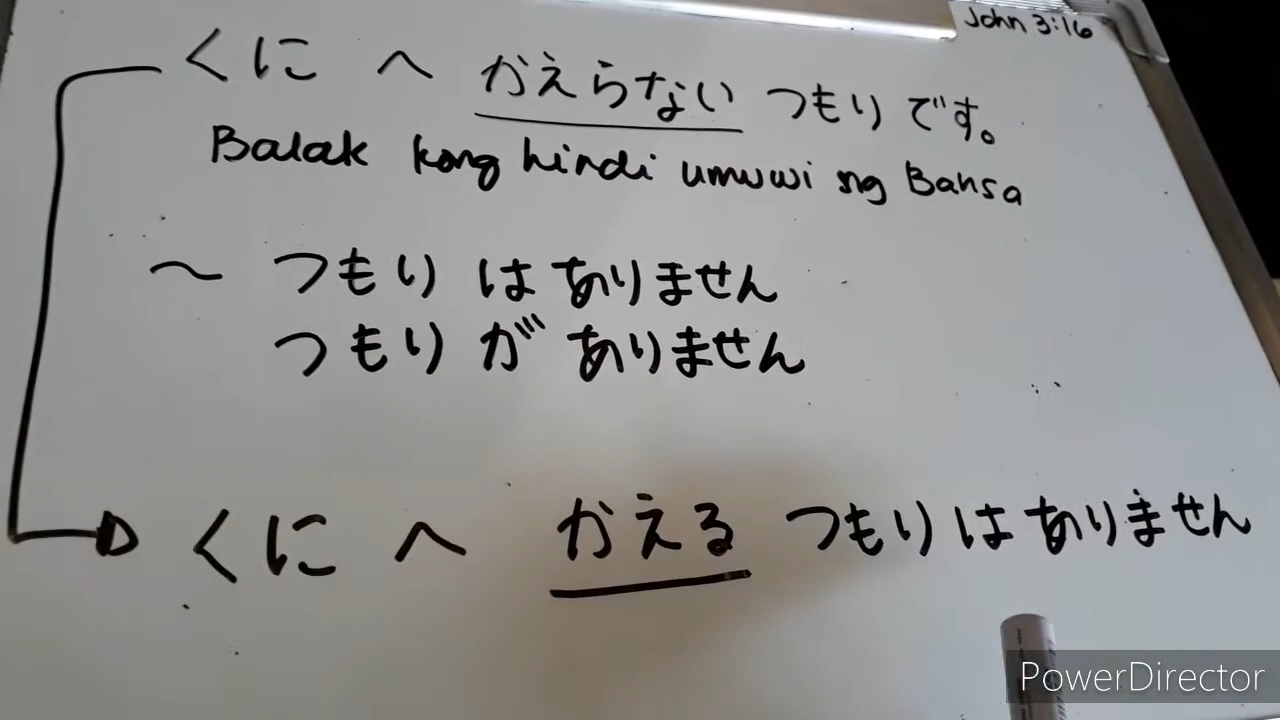 John 3:16
くに へ かえらない つもり です。
Balak kong hindi umuwi ng Bansa
～ つもり は ありません
つもり が ありません
くに へ かえる つもり は ありません
PowerDirector